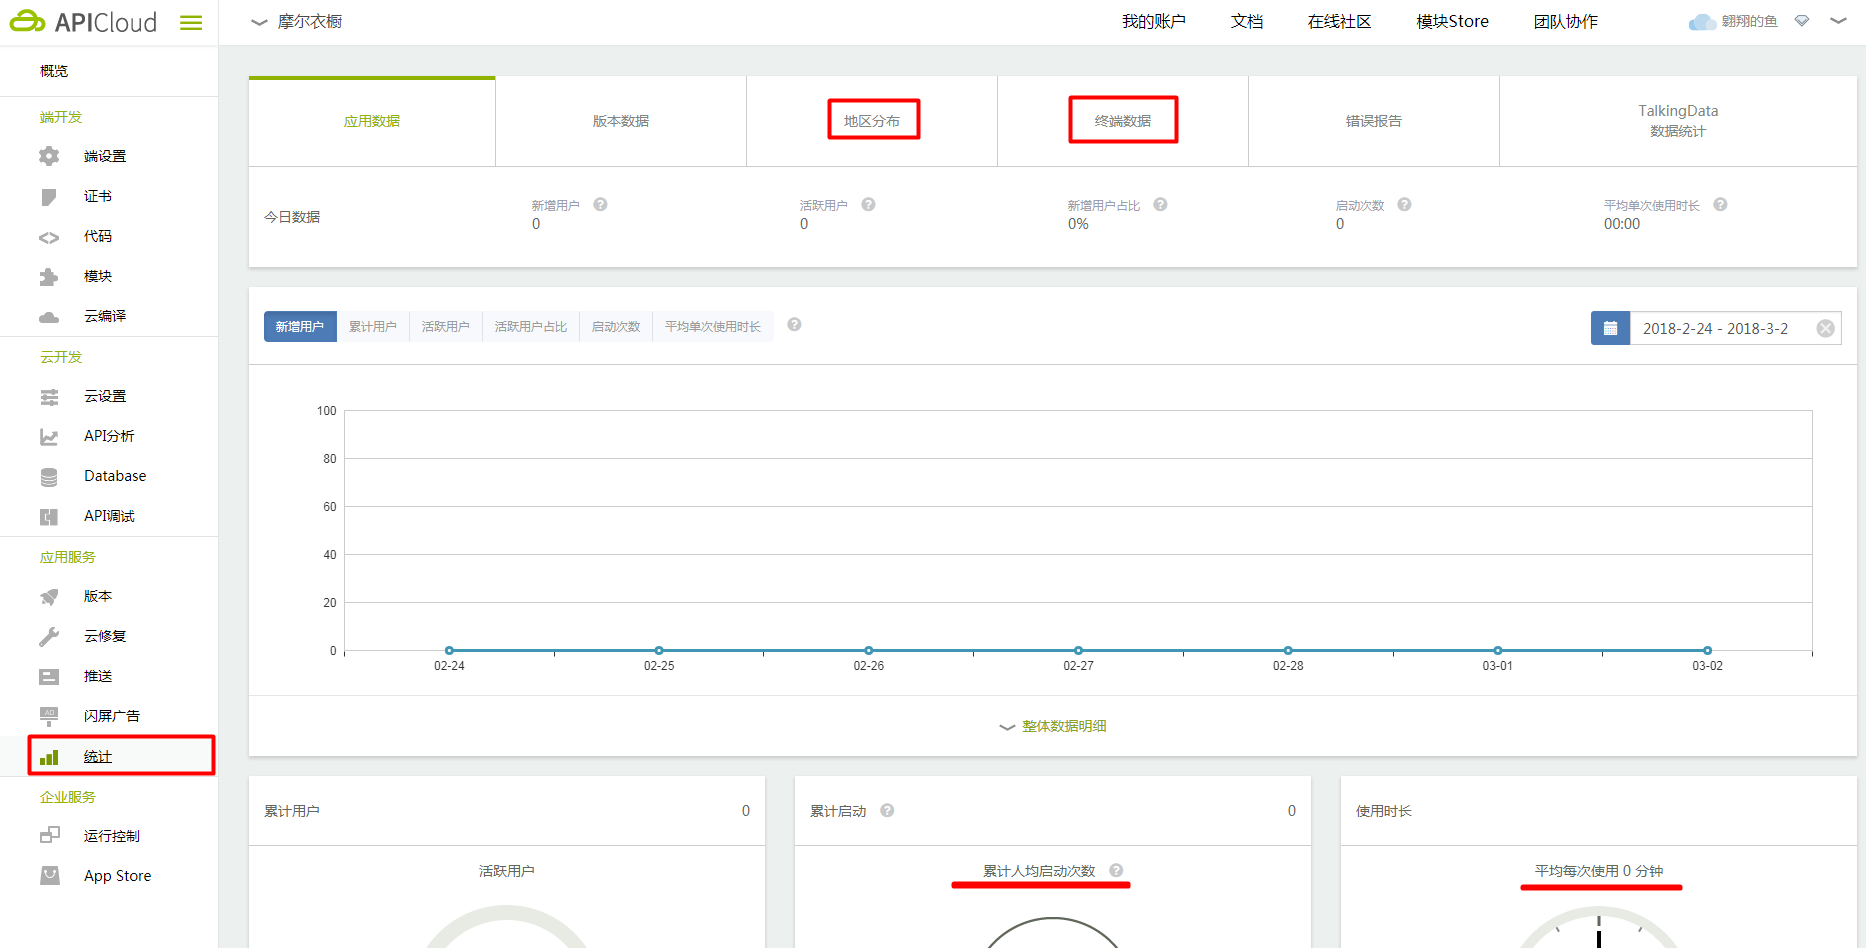 APICloud
摩尔衣橱
我的账户
文档
在线社区
模块Store
团队协作
翱翔的鱼
概览
端开发
端设置
证书
代码
模块
云编译
云开发
云设置
API分析
Database
API调试
应用服务
版本
云修复
推送
AD
闪屏广告
统计
企业服务
运行控制
App Store
应用数据
版本数据
地区分布
终端数据
错误报告
TalkingData
数据统计
今日数据
新增用户 ?
0
活跃用户 ?
0
新增用户占比 ?
0%
启动次数 ?
0
平均单次使用时长 ?
00:00
新增用户
累计用户
活跃用户
活跃用户占比
启动次数
平均单次使用时长
?
2018-2-24 - 2018-3-2
100
80
60
40
20
0
02-24
02-25
02-26
02-27
02-28
03-01
03-02
整体数据明细
累计用户
0
活跃用户
累计启动 ?
0
累计人均启动次数 ?
使用时长
平均每次使用 0 分钟